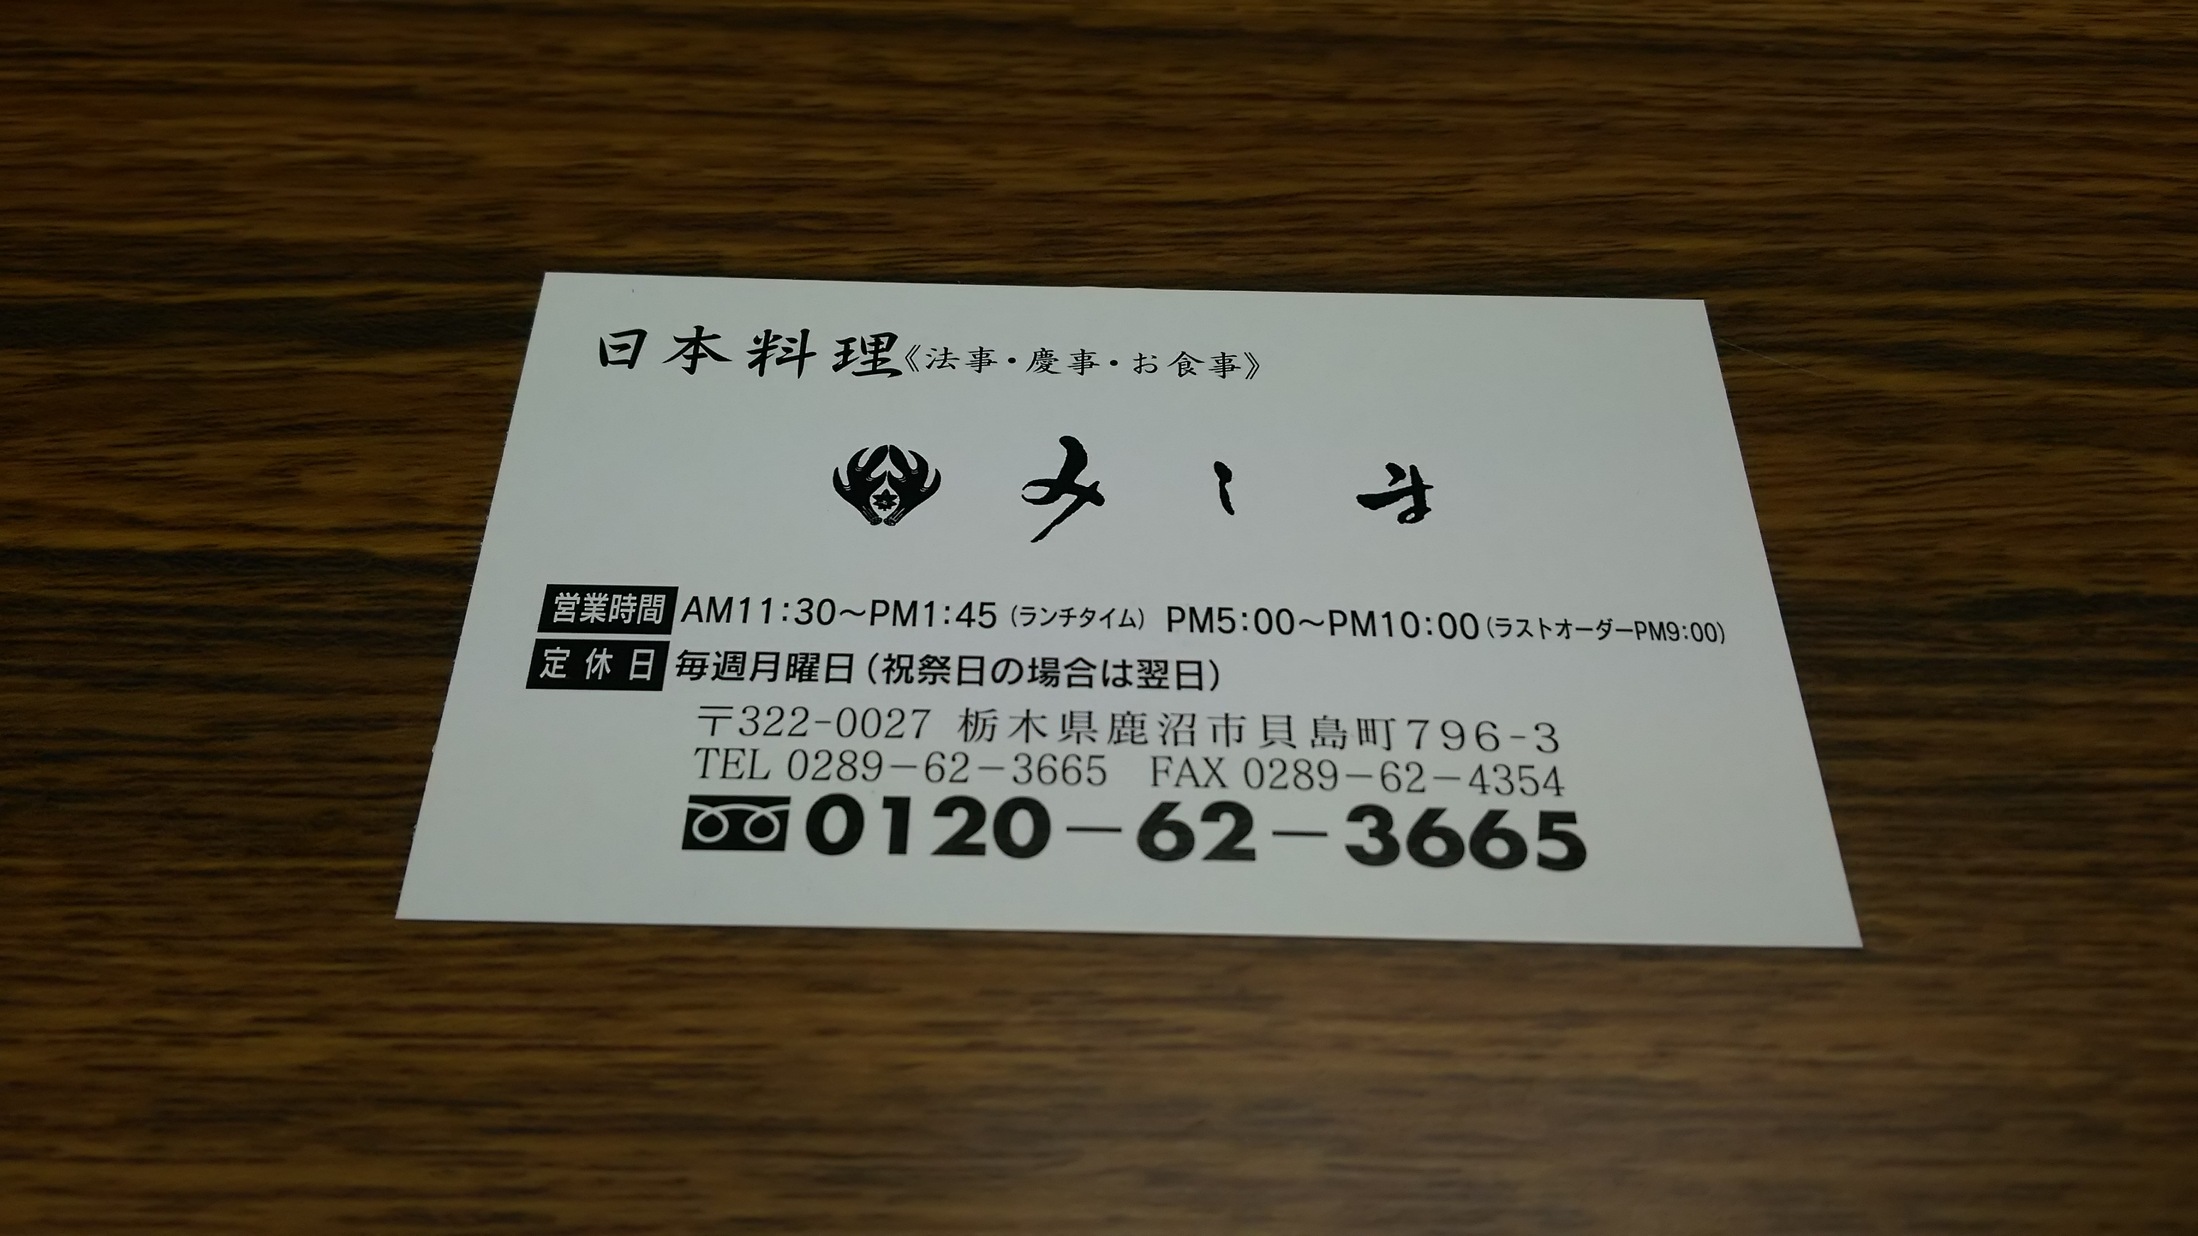 日本料理《法事・慶事・お食事》
みしま
営業時間 AM11:30～PM1:45（ランチタイム） PM5:00～PM10:00（ラストオーダーPM9:00）
定休日 毎週月曜日（祝祭日の場合は翌日）
〒322-0027 栃木県鹿沼市貝島町796-3
TEL 0289－62－3665 FAX 0289－62－4354
0120－62－3665